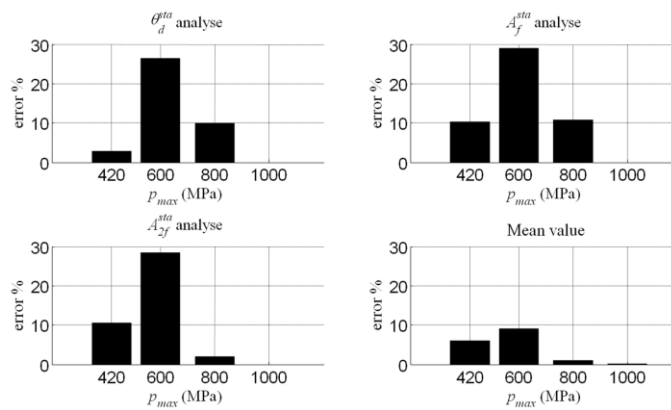 θ_d^sta analyse
30
20
10
0
error %
420 600 800 1000
p_max (MPa)
A_f^sta analyse
30
20
10
0
error %
420 600 800 1000
p_max (MPa)
A_2f^sta analyse
30
20
10
0
error %
420 600 800 1000
p_max (MPa)
Mean value
30
20
10
0
error %
420 600 800 1000
p_max (MPa)